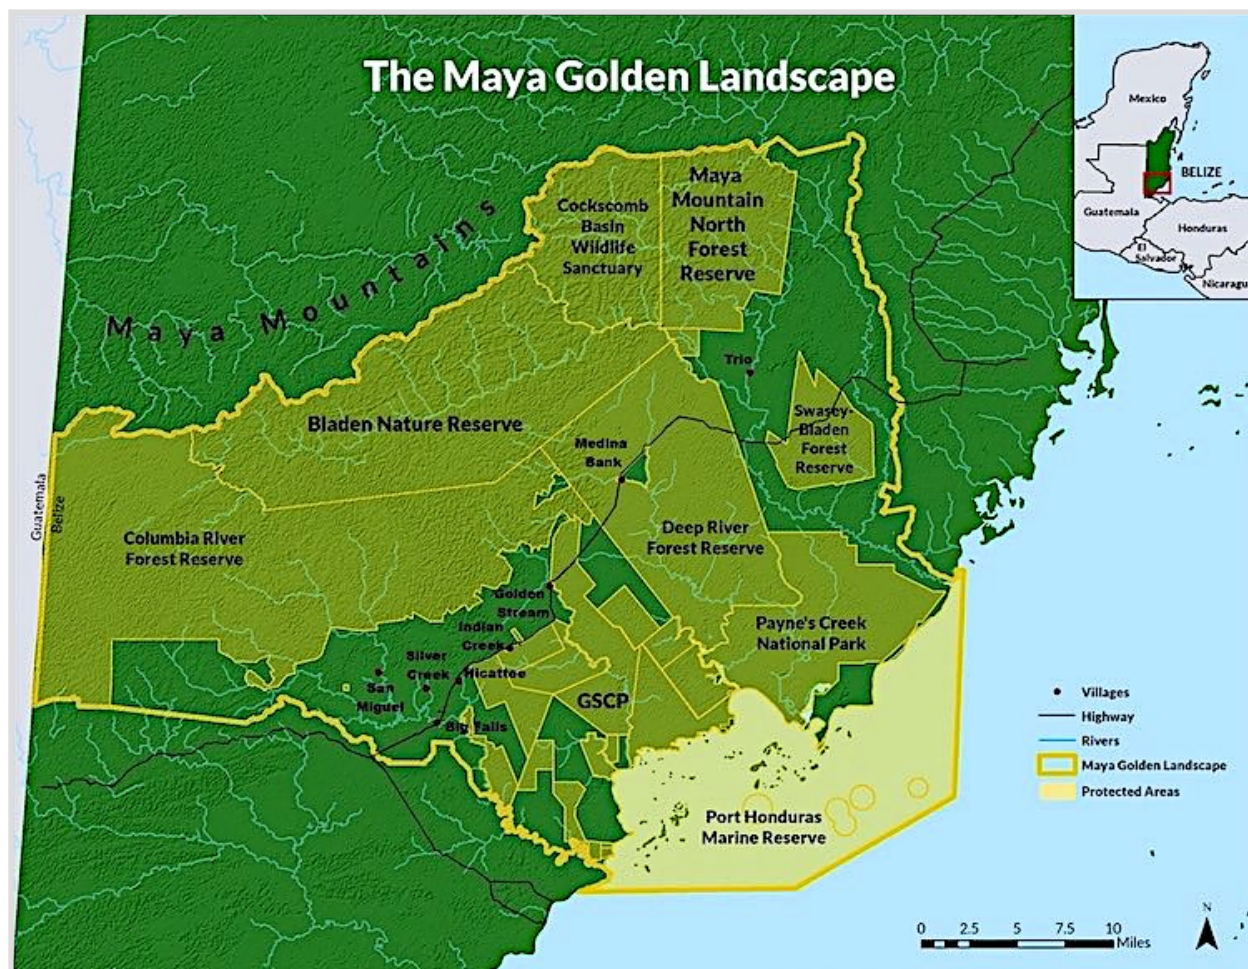 The Maya Golden Landscape
Mexico
BELIZE
Guatemala
Honduras
El
Salvador
Nicaragu
Maya Mountains
Cockscomb
Basin
Wildlife
Sanctuary
Maya
Mountain
North
Forest
Reserve
Trio
Swasey-
Bladen
Forest
Reserve
Bladen Nature Reserve
Medina
Bank
Guatemala
Belize
Columbia River
Forest Reserve
Deep River
Forest Reserve
Golden
Stream
Indian
Creek
Silver
Creek
Hicattee
San
Miguel
Big Falls
GSCP
Payne's Creek
National Park
Port Honduras
Marine Reserve
Villages
Highway
Rivers
Maya Golden Landscape
Protected Areas
N
0 2.5 5 7.5 10
Miles